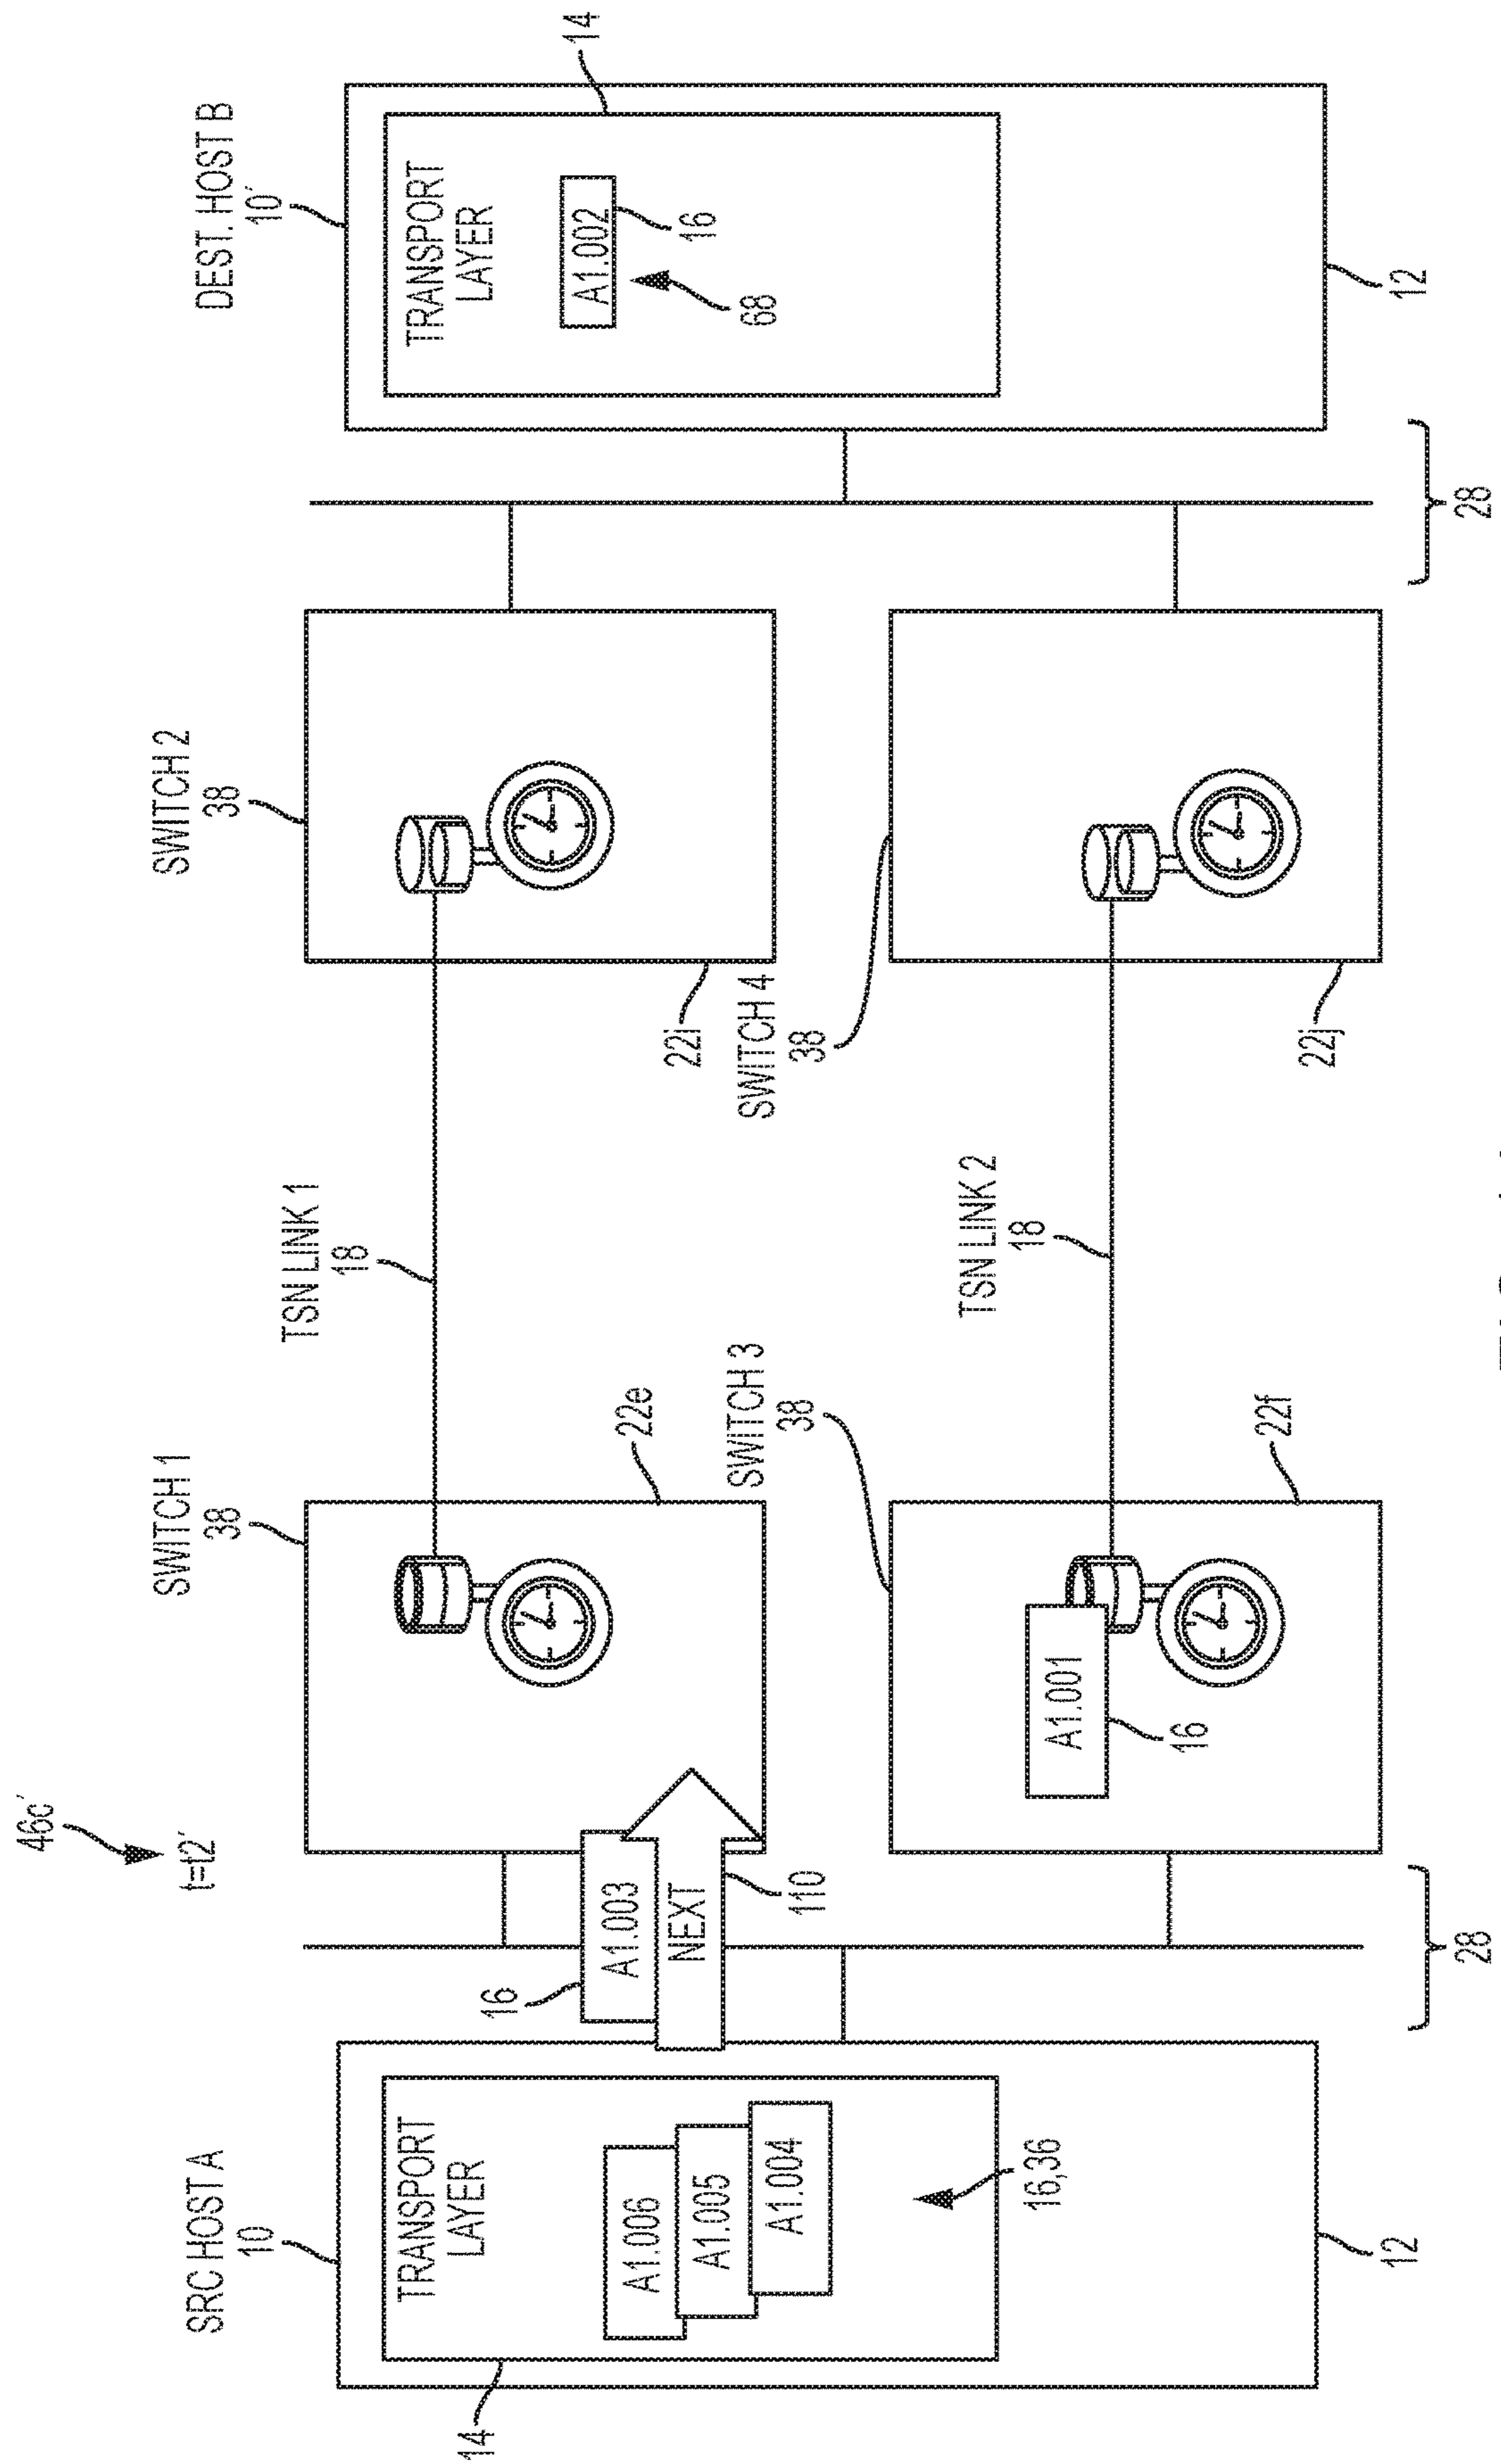 46c′
t=t2′
SRC HOST A
10
TRANSPORT
LAYER
A1.006
A1.005
A1.004
16,36
14
12
16
A1.003
NEXT
110
28
SWITCH 1
38
22e
SWITCH 3
38
A1.001
16
22f
TSN LINK 1
18
TSN LINK 2
18
SWITCH 2
38
22i
SWITCH 4
38
22j
28
DEST. HOST B
10′
TRANSPORT
LAYER
A1.002
16
68
14
12